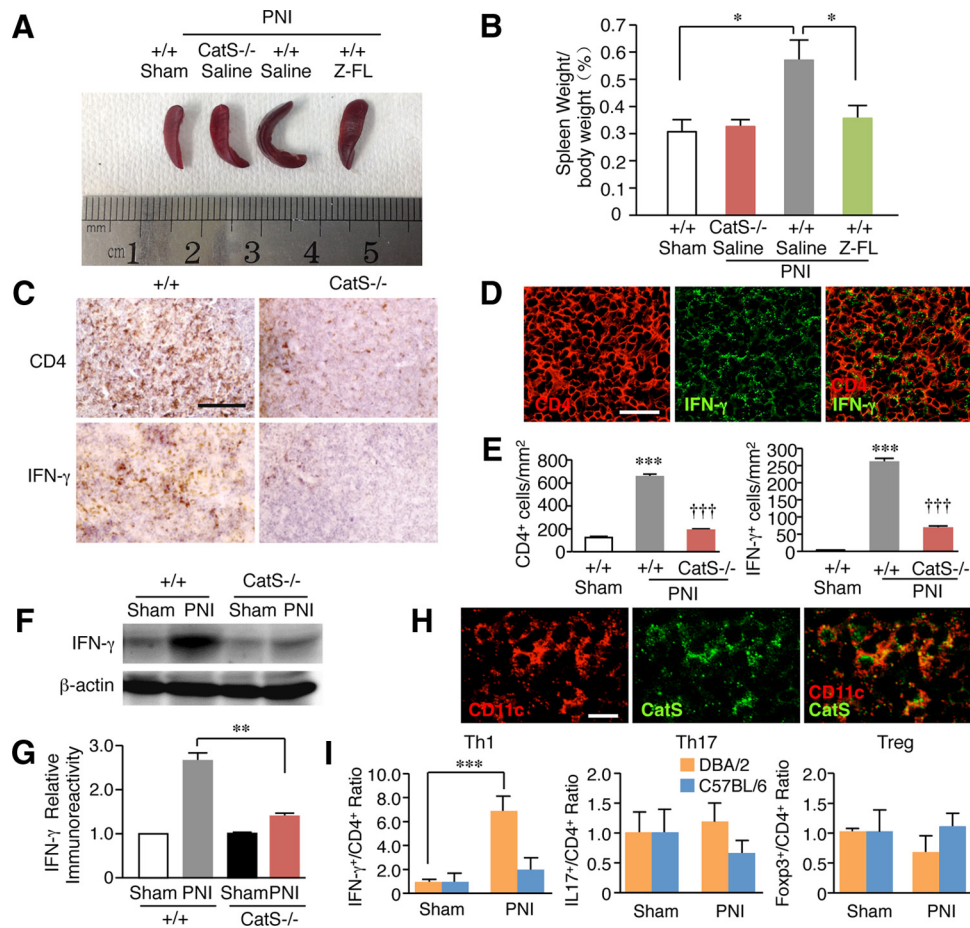 A
PNI
+/+ CatS-/- +/+ +/+
Sham Saline Saline Z-FL
mm
cm 1 2 3 4 5
B
Spleen Weight/
body weight (%)
0.7
0.6
0.5
0.4
0.3
0.2
0.1
0
* *
+/+ CatS-/- +/+ +/+
Sham Saline Saline Z-FL
PNI
C
+/+ CatS-/-
CD4
IFN-γ
D
CD4 IFN-γ CD4
IFN-γ
E
CD4⁺ cells/mm²
800
600
400
200
0
***
†††
+/+ +/+ CatS-/-
Sham PNI
IFN-γ⁺ cells/mm²
300
250
200
150
100
50
0
***
†††
+/+ +/+ CatS-/-
Sham PNI
F
+/+ CatS-/-
Sham PNI Sham PNI
IFN-γ
β-actin
G
IFN-γ Relative
Immunoreactivity
3.0
2.0
1.0
0
**
Sham PNI ShamPNI
+/+ CatS-/-
H
CD11c CatS CD11c
CatS
I
Th1
IFN-γ⁺/CD4⁺ Ratio
10.0
8.0
6.0
4.0
2.0
0
***
Sham PNI
Th17
IL17⁺/CD4⁺ Ratio
2.0
1.5
1.0
0.5
0
DBA/2
C57BL/6
Sham PNI
Treg
Foxp3⁺/CD4⁺ Ratio
2.0
1.5
1.0
0.5
0
Sham PNI